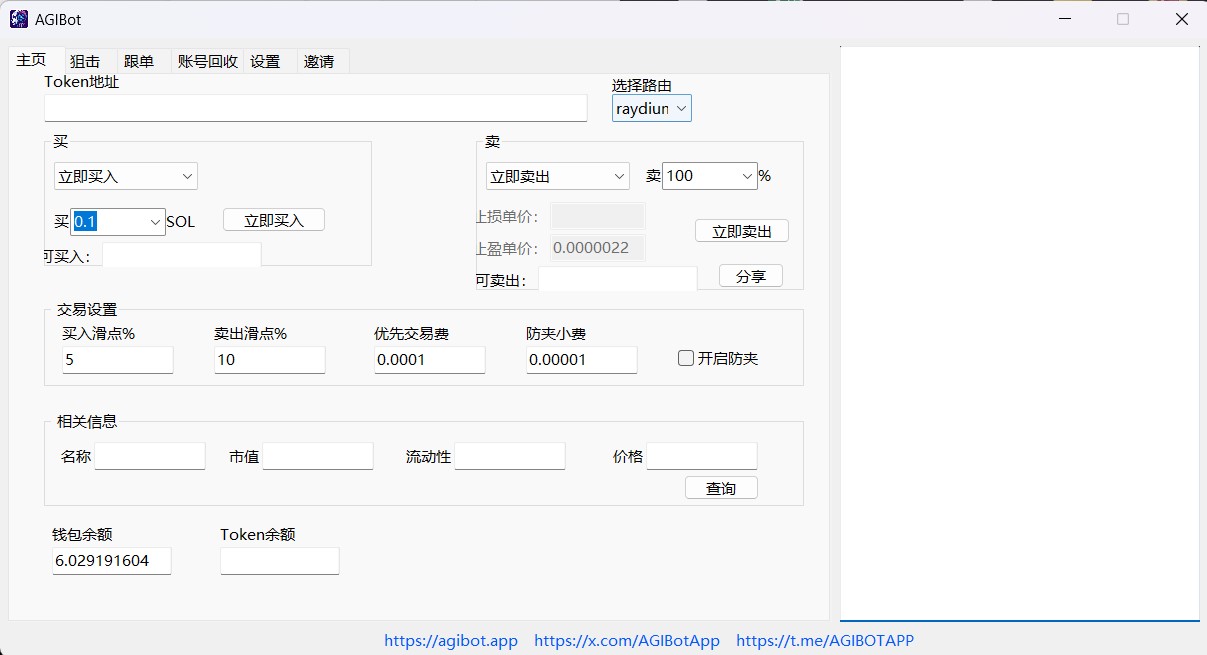 AGIBot
主页 狙击 跟单 账号回收 设置 邀请
Token地址 选择路由
raydiun
买 卖
立即买入 立即卖出 卖 100 %
买 0.1 SOL 立即买入 止损单价: 立即卖出
止盈单价: 0.0000022
可买入: 可卖出: 分享
交易设置
买入滑点% 卖出滑点% 优先交易费 防夹小费
5 10 0.0001 0.00001 开启防夹
相关信息
名称 市值 流动性 价格
查询
钱包余额 Token余额
6.029191604
https://agibot.app https://x.com/AGIBotApp https://t.me/AGIBOTAPP